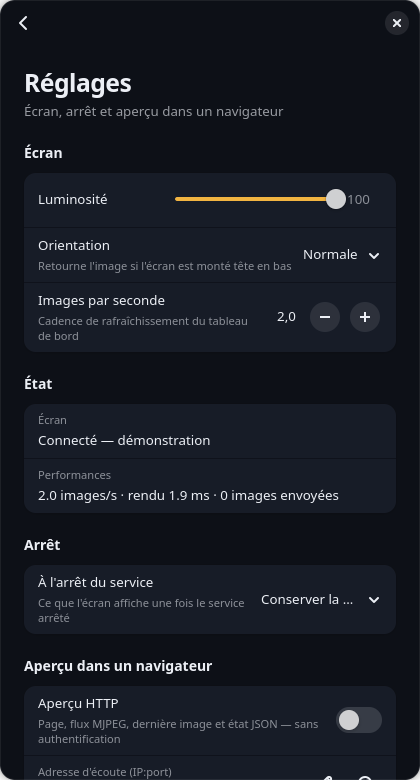 Réglages
Écran, arrêt et aperçu dans un navigateur
Écran
Luminosité 100
Orientation
Retourne l'image si l'écran est monté tête en bas
Normale
Images par seconde
Cadence de rafraîchissement du tableau
de bord
2,0
État
Écran
Connecté — démonstration
Performances
2.0 images/s · rendu 1.9 ms · 0 images envoyées
Arrêt
À l'arrêt du service
Ce que l'écran affiche une fois le service
arrêté
Conserver la ...
Aperçu dans un navigateur
Aperçu HTTP
Page, flux MJPEG, dernière image et état JSON — sans
authentification
Adresse d'écoute (IP:port)